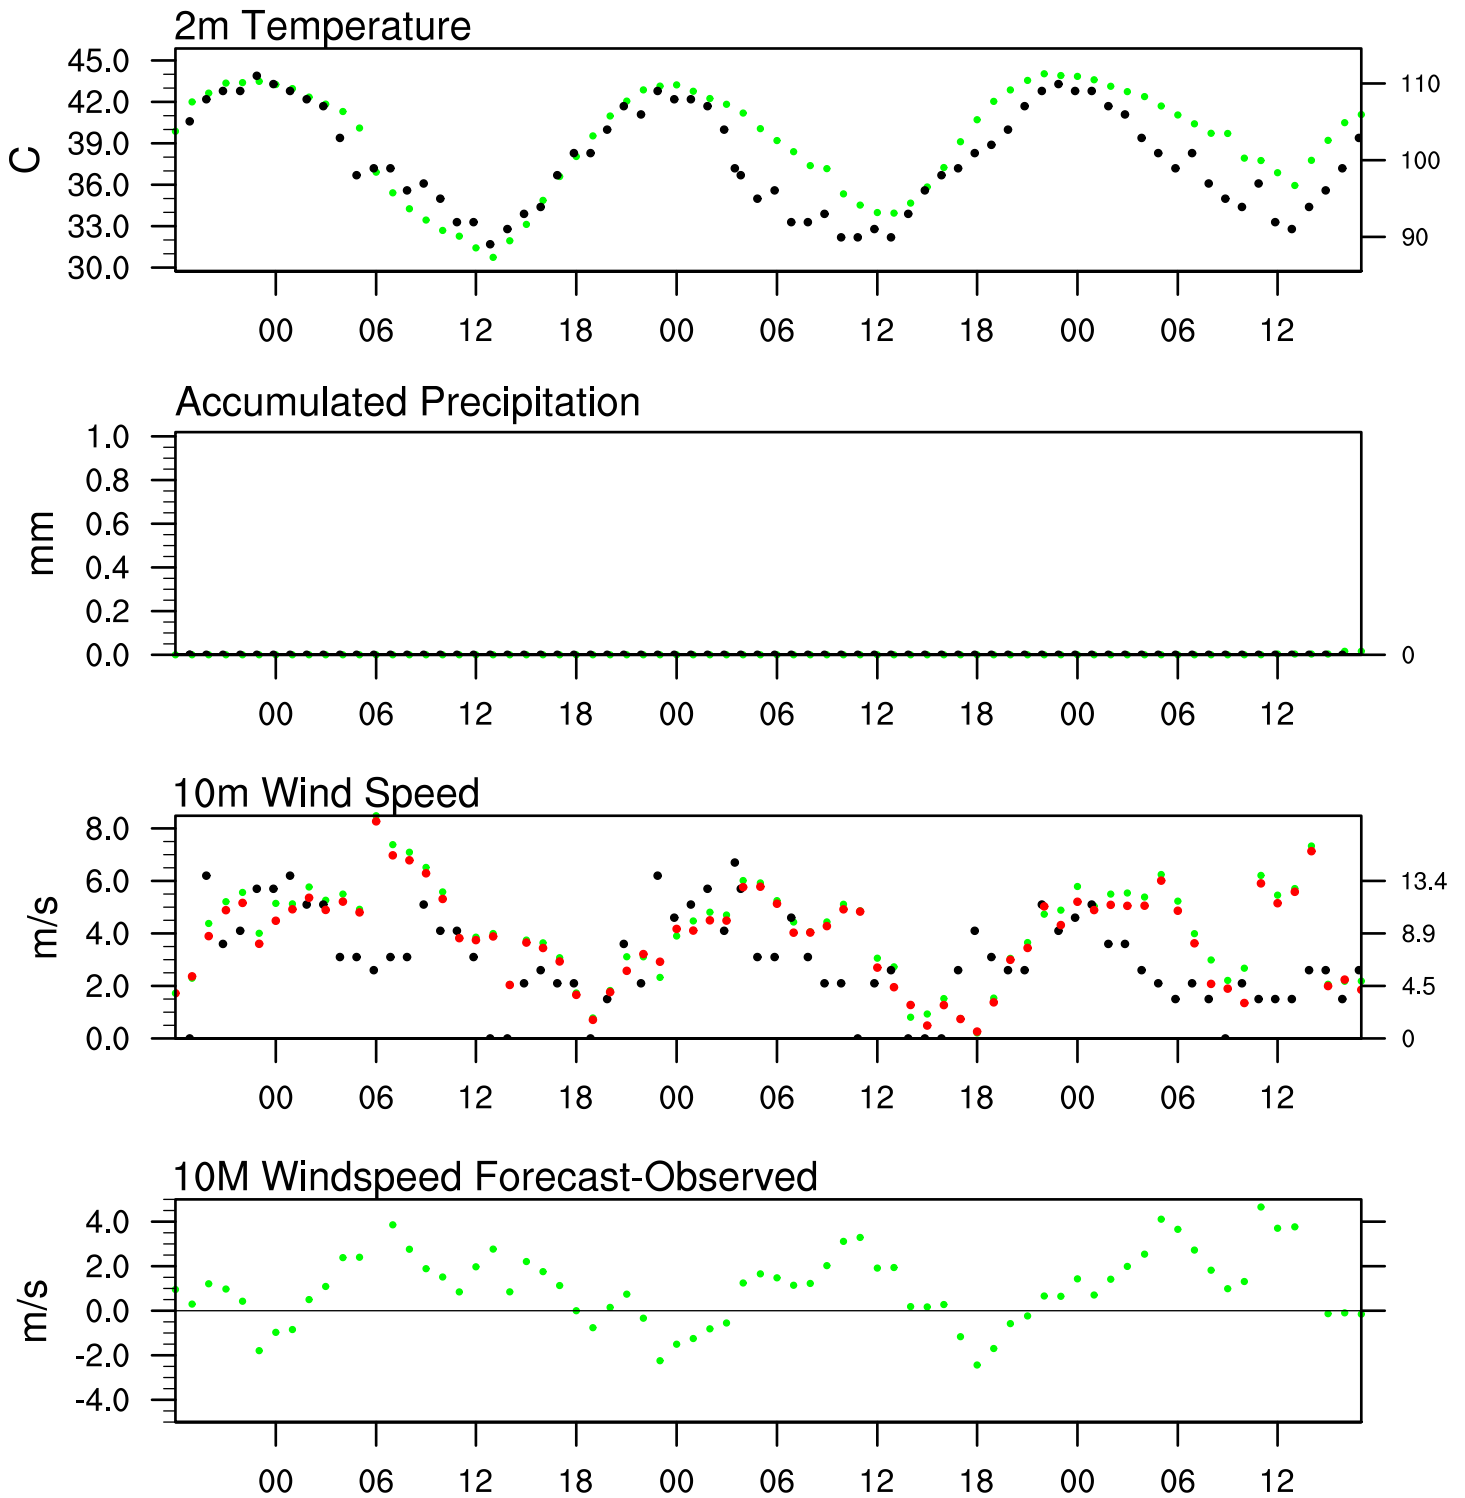 2m Temperature
45.0
42.0
39.0
36.0
33.0
30.0
C
110
100
90
00 06 12 18 00 06 12 18 00 06 12
Accumulated Precipitation
1.0
0.8
0.6
0.4
0.2
0.0
mm
0
00 06 12 18 00 06 12 18 00 06 12
10m Wind Speed
8.0
6.0
4.0
2.0
0.0
m/s
13.4
8.9
4.5
0
00 06 12 18 00 06 12 18 00 06 12
10M Windspeed Forecast-Observed
4.0
2.0
0.0
-2.0
-4.0
m/s
00 06 12 18 00 06 12 18 00 06 12